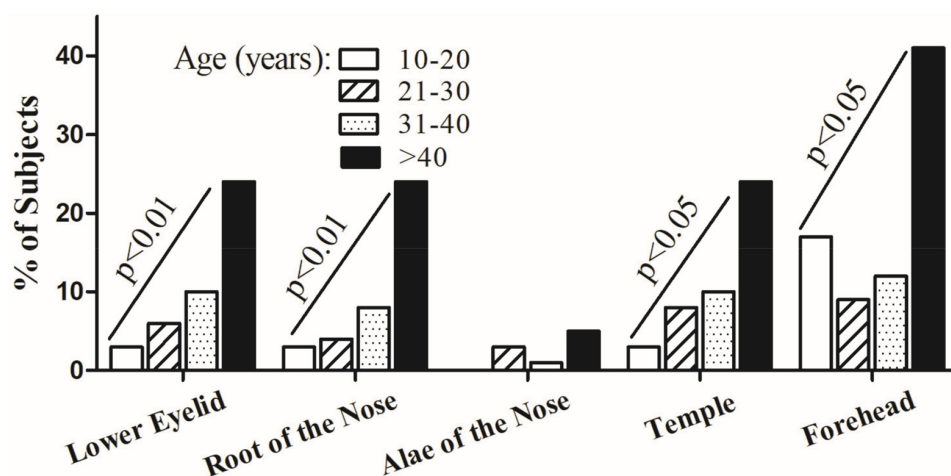 Age (years):
10-20
21-30
31-40
>40
% of Subjects
40
30
20
10
0
p<0.01
p<0.01
p<0.05
p<0.05
Lower Eyelid
Root of the Nose
Alae of the Nose
Temple
Forehead